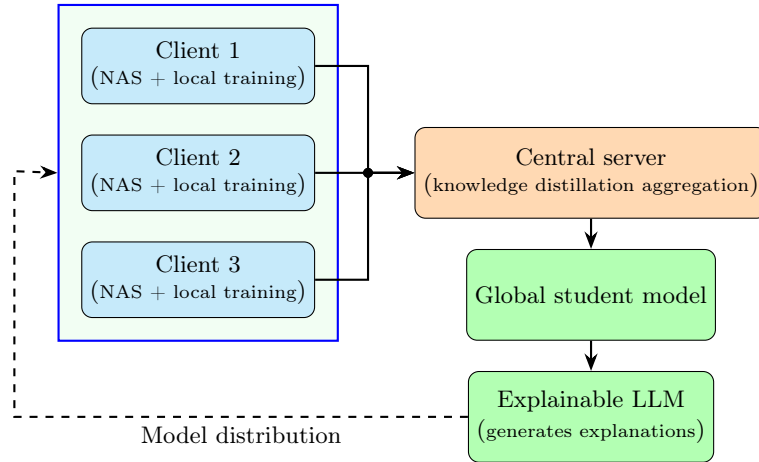 Client 1
(NAS + local training)
Client 2
(NAS + local training)
Client 3
(NAS + local training)
Central server
(knowledge distillation aggregation)
Global student model
Explainable LLM
(generates explanations)
Model distribution